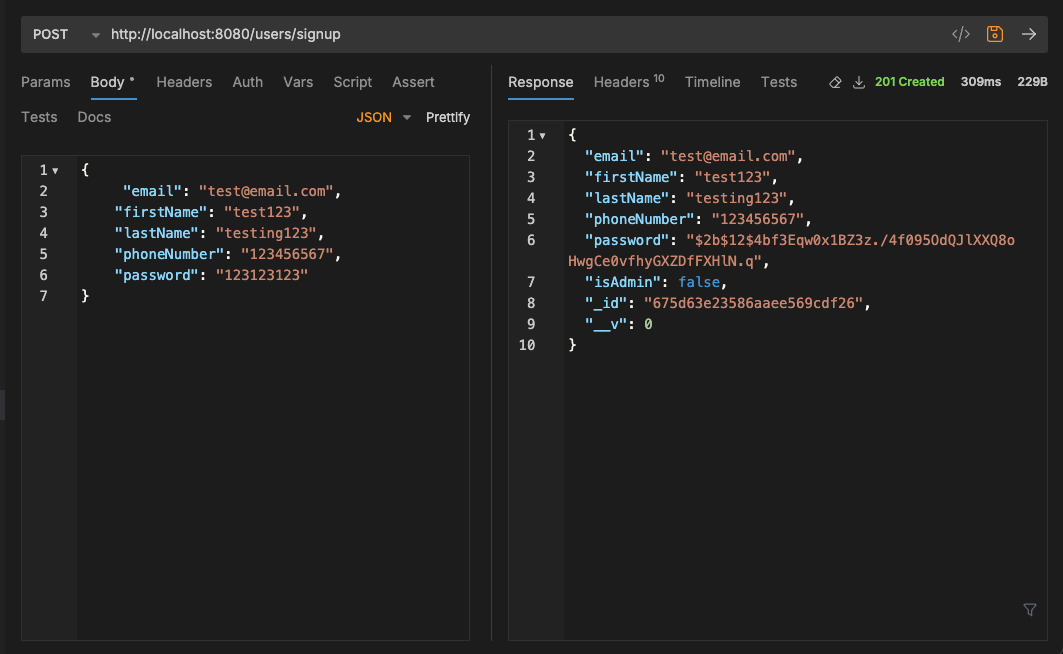 POST http://localhost:8080/users/signup </>
Params Body Headers Auth Vars Script Assert
Tests Docs JSON Prettify
1 {
2 "email": "test@email.com",
3 "firstName": "test123",
4 "lastName": "testing123",
5 "phoneNumber": "123456567",
6 "password": "123123123"
7 }
Response Headers 10 Timeline Tests 201 Created 309ms 229B
1 {
2 "email": "test@email.com",
3 "firstName": "test123",
4 "lastName": "testing123",
5 "phoneNumber": "123456567",
6 "password": "$2b$12$4bf3Eqw0x1BZ3z./4f095OdQJlXXQ8o
HwgCe0vfhyGXZDfFXHlN.q",
7 "isAdmin": false,
8 "_id": "675d63e23586aaee569cdf26",
9 "__v": 0
10 }